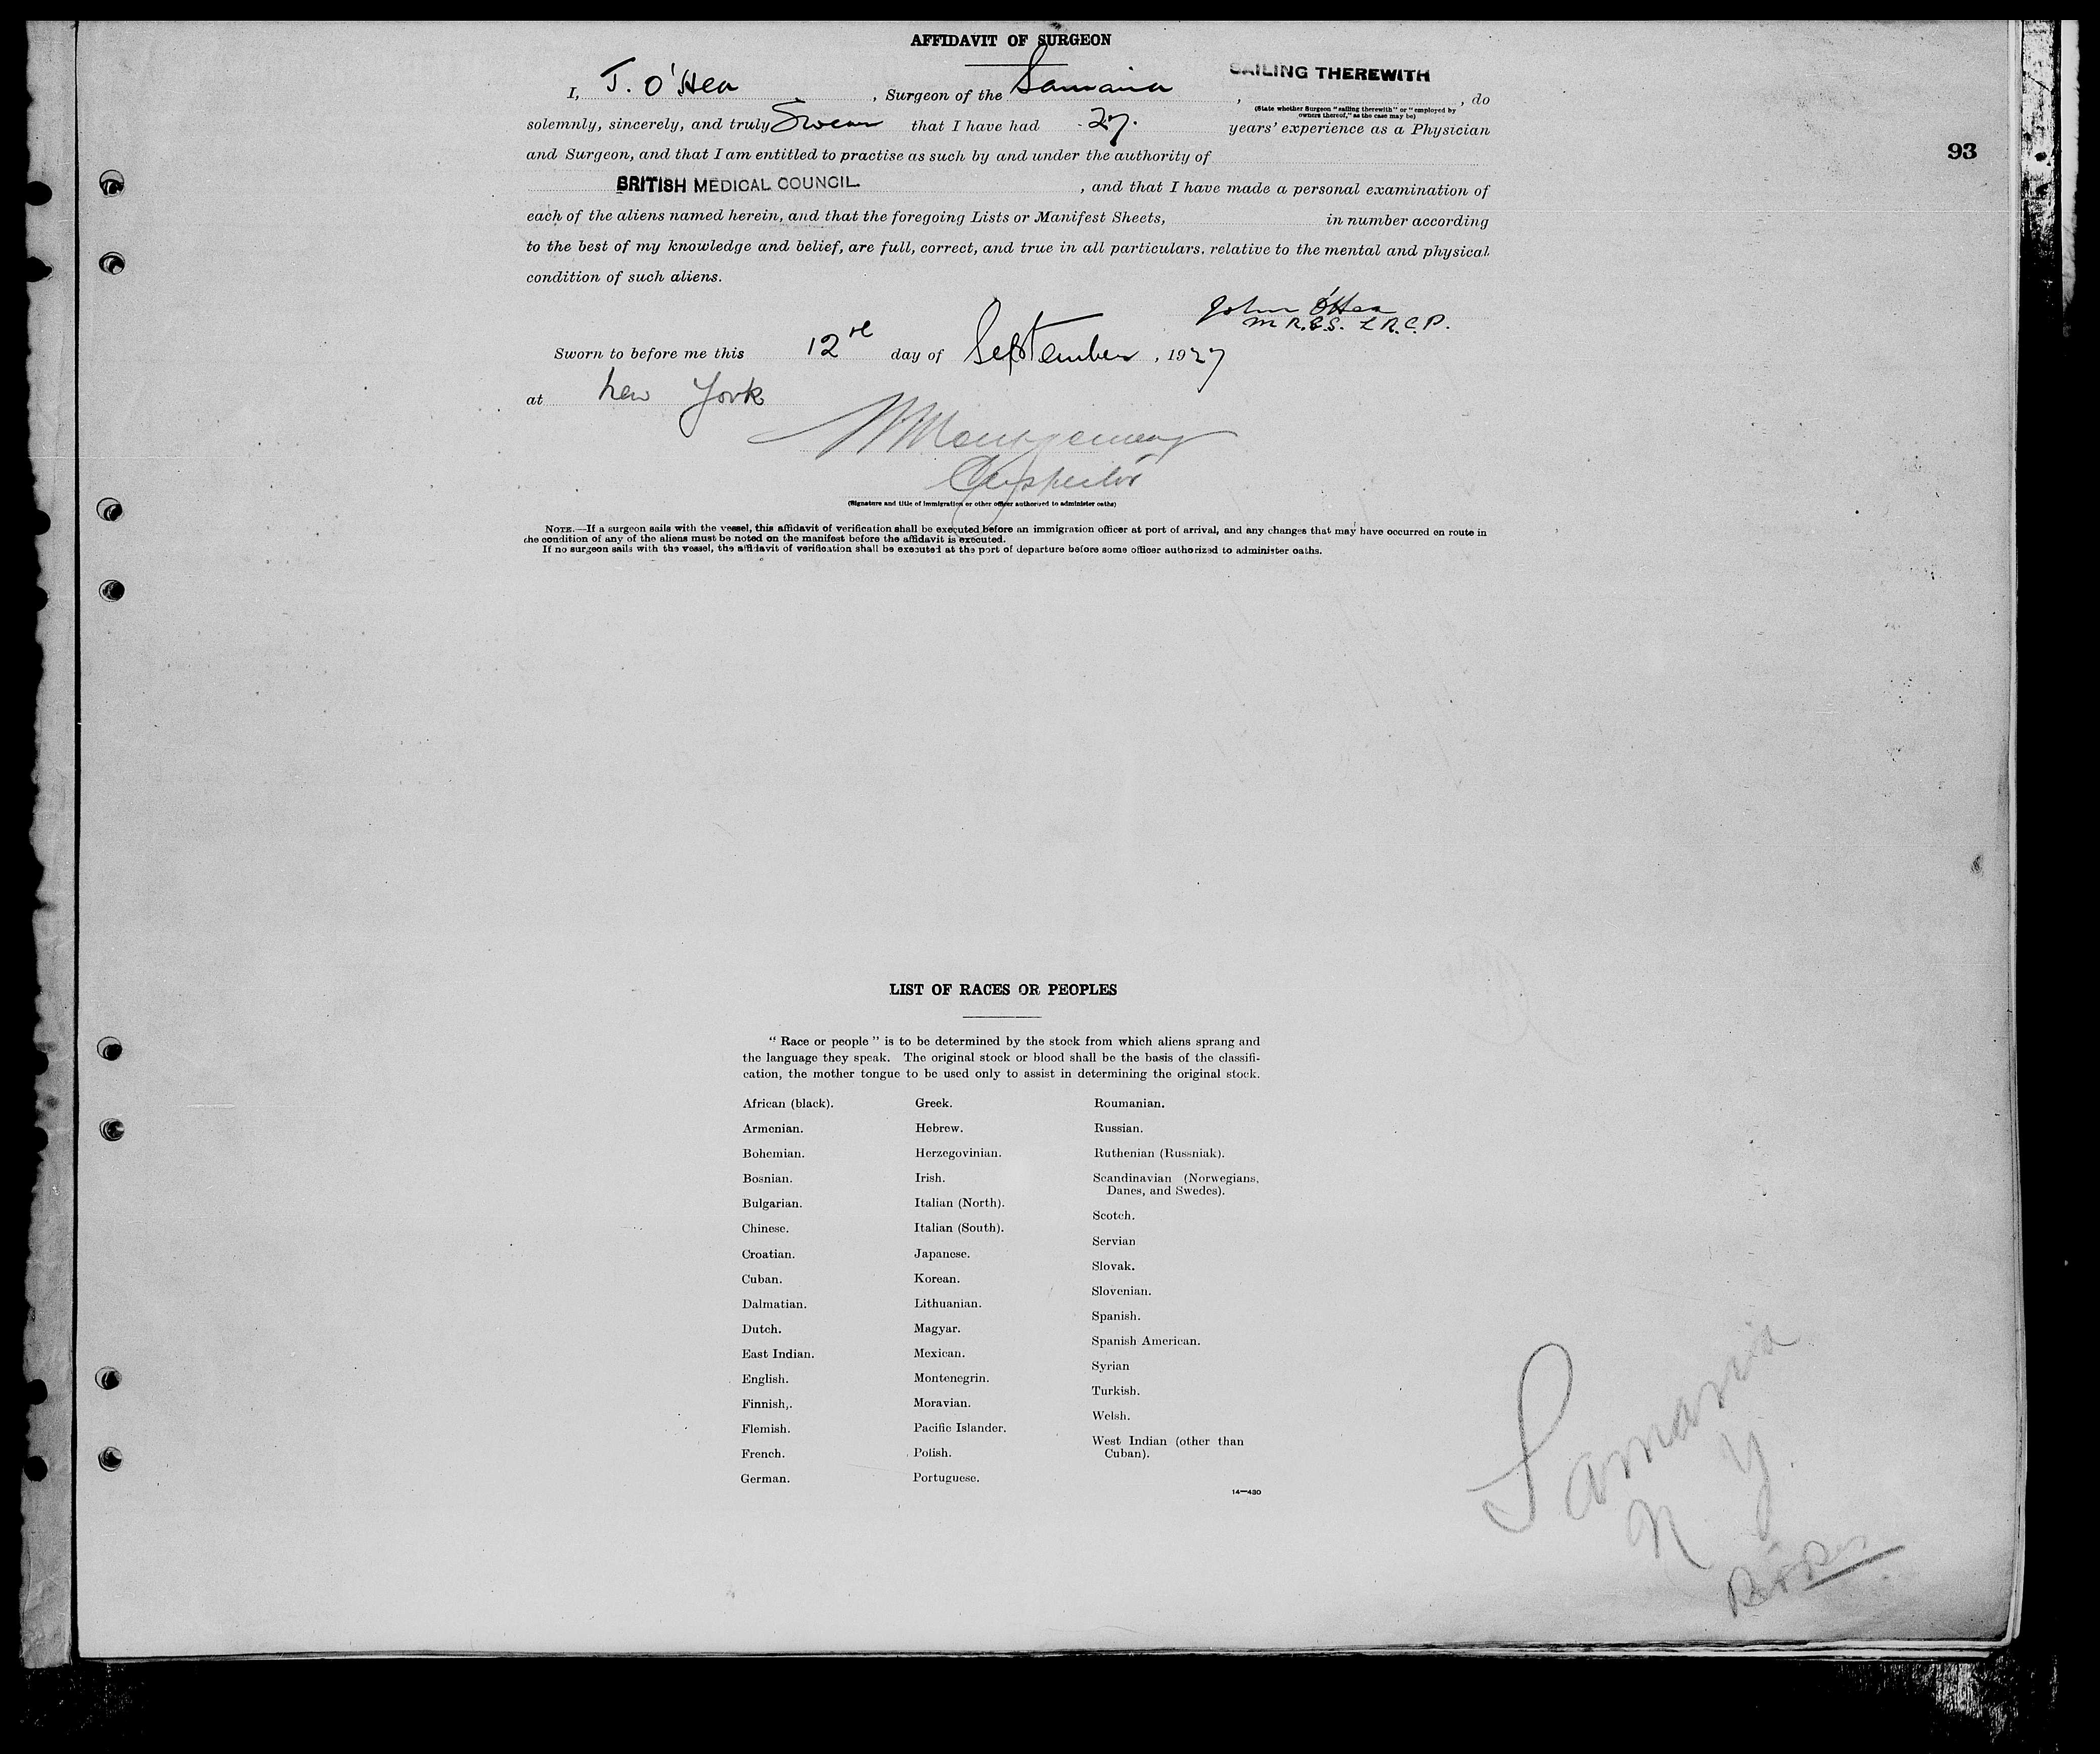 AFFIDAVIT OF SURGEON
SAILING THEREWITH
I, J. O'Hea, Surgeon of the Samaria, , do
(State whether Surgeon "sailing therewith" or "employed by
owners thereof," as the case may be)
solemnly, sincerely, and truly Swear that I have had 27. years' experience as a Physician
and Surgeon, and that I am entitled to practise as such by and under the authority of
BRITISH MEDICAL COUNCIL , and that I have made a personal examination of
each of the aliens named herein, and that the foregoing Lists or Manifest Sheets, in number according
to the best of my knowledge and belief, are full, correct, and true in all particulars, relative to the mental and physical
condition of such aliens.
93
John O'Hea
M.R.C.S. L.R.C.P.
Sworn to before me this 12 day of September, 1927
at New York
Montgomery
Inspector
(Signature and title of immigration or other officer authorized to administer oaths)
NOTE.—If a surgeon sails with the vessel, this affidavit of verification shall be executed before an immigration officer at port of arrival, and any changes that may have occurred en route in
the condition of any of the aliens must be noted on the manifest before the affidavit is executed.
If no surgeon sails with the vessel, the affidavit of verification shall be executed at the port of departure before some officer authorized to administer oaths.
LIST OF RACES OR PEOPLES
" Race or people " is to be determined by the stock from which aliens sprang and
the language they speak. The original stock or blood shall be the basis of the classifi-
cation, the mother tongue to be used only to assist in determining the original stock.
African (black).
Armenian.
Bohemian.
Bosnian.
Bulgarian.
Chinese.
Croatian.
Cuban.
Dalmatian.
Dutch.
East Indian.
English.
Finnish,.
Flemish.
French.
German.
Greek.
Hebrew.
Herzegovinian.
Irish.
Italian (North).
Italian (South).
Japanese.
Korean.
Lithuanian.
Magyar.
Mexican.
Montenegrin.
Moravian.
Pacific Islander.
Polish.
Portuguese.
Roumanian.
Russian.
Ruthenian (Russniak).
Scandinavian (Norwegians,
Danes, and Swedes).
Scotch.
Servian
Slovak.
Slovenian.
Spanish.
Spanish American.
Syrian
Turkish.
Welsh.
West Indian (other than
Cuban).
14—430
Samaria
N Y